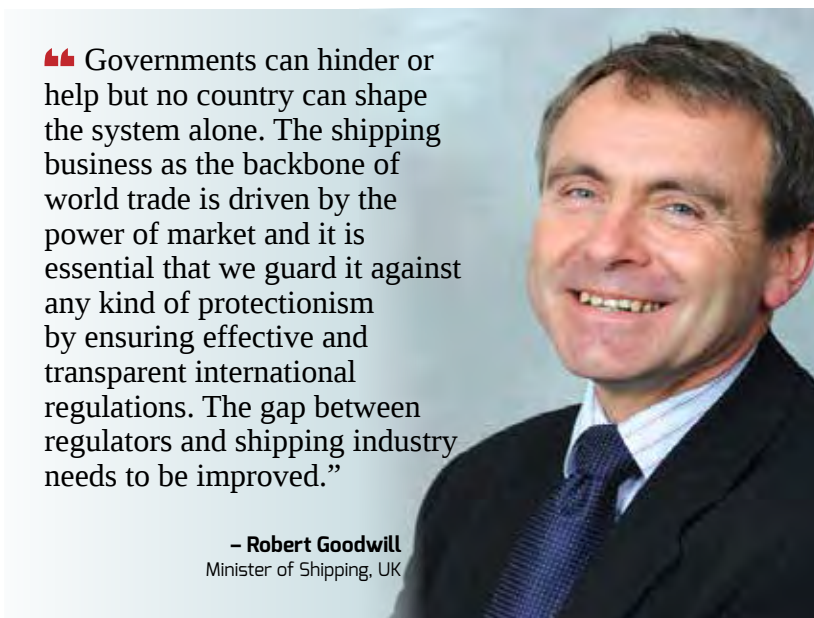 “ Governments can hinder or
help but no country can shape
the system alone. The shipping
business as the backbone of
world trade is driven by the
power of market and it is
essential that we guard it against
any kind of protectionism
by ensuring effective and
transparent international
regulations. The gap between
regulators and shipping industry
needs to be improved.”
– Robert Goodwill
Minister of Shipping, UK